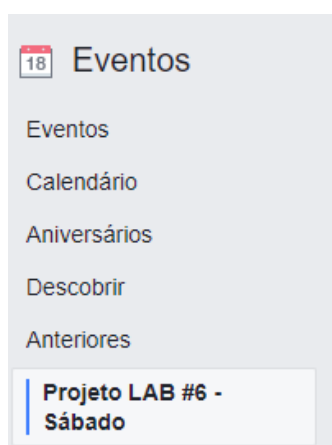 18 Eventos
Eventos
Calendário
Aniversários
Descobrir
Anteriores
Projeto LAB #6 -
Sábado